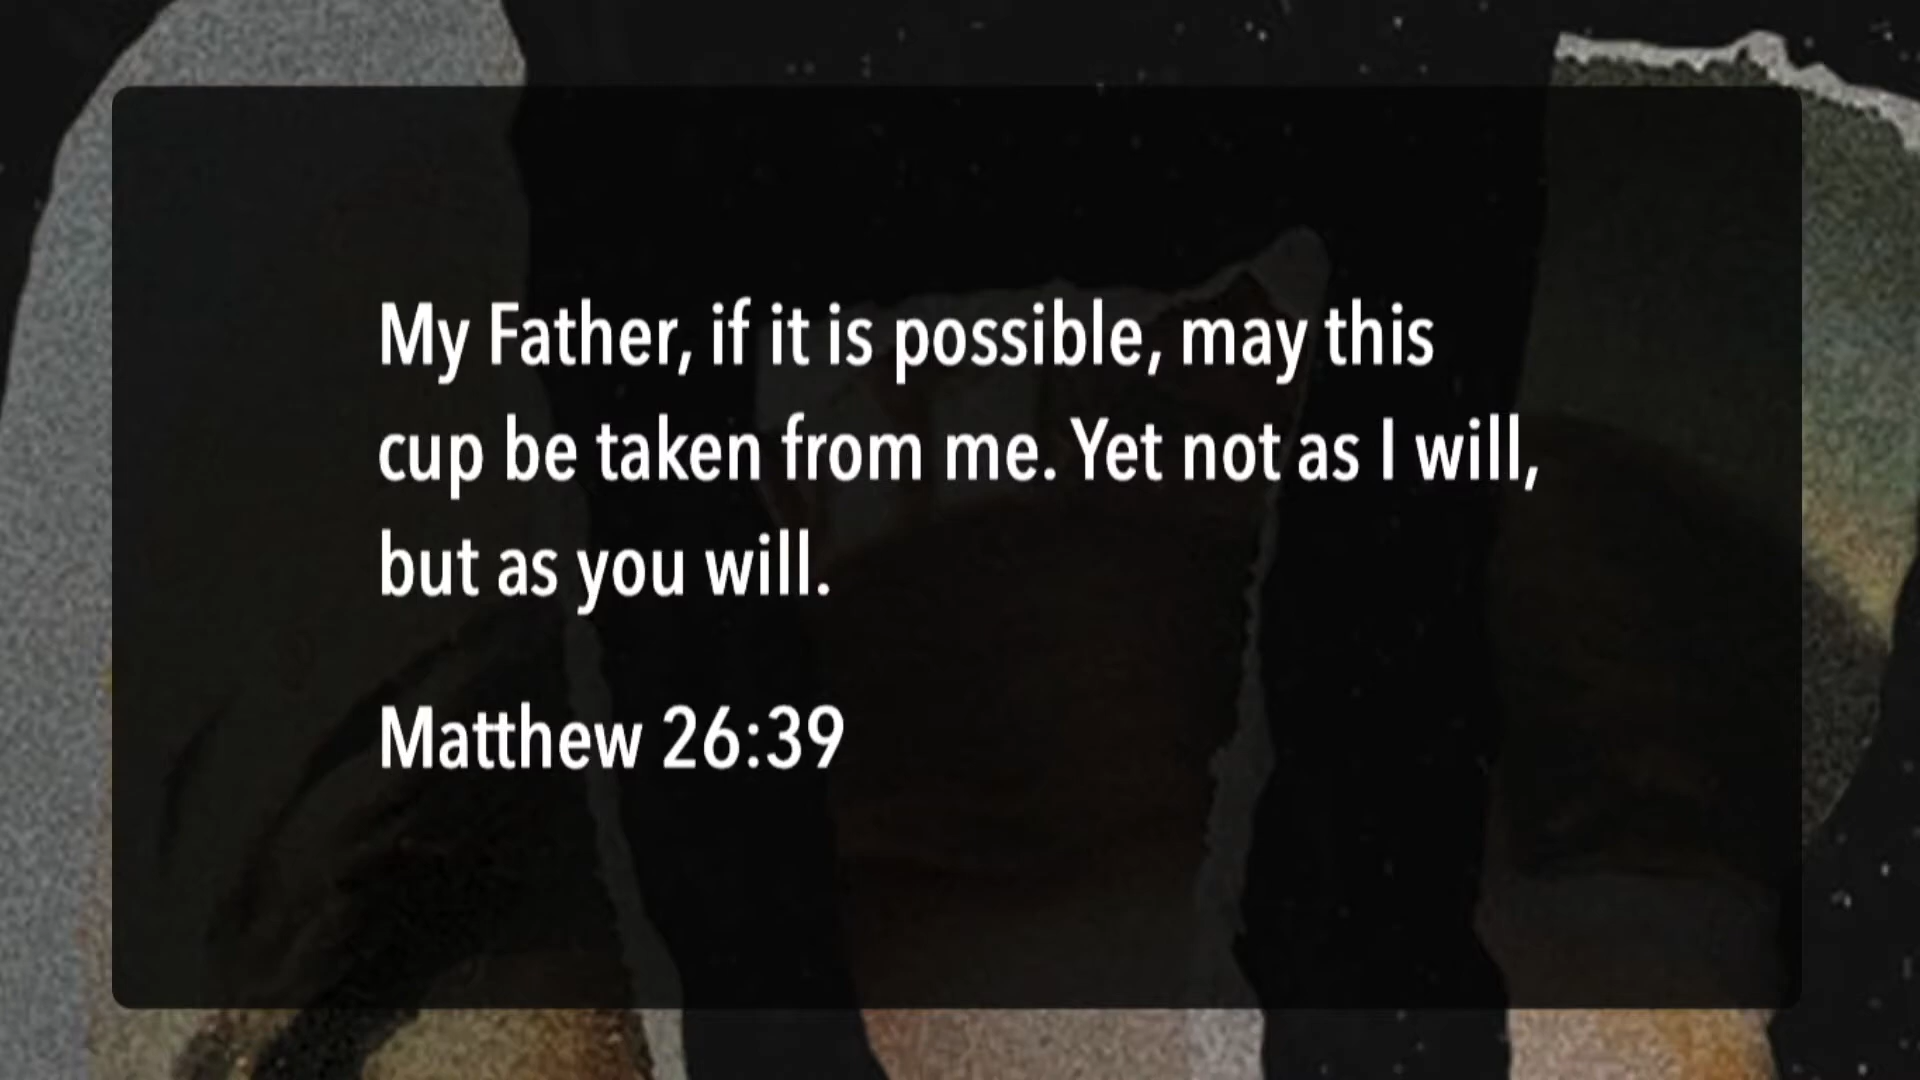 My Father, if it is possible, may this
cup be taken from me. Yet not as I will,
but as you will.
Matthew 26:39